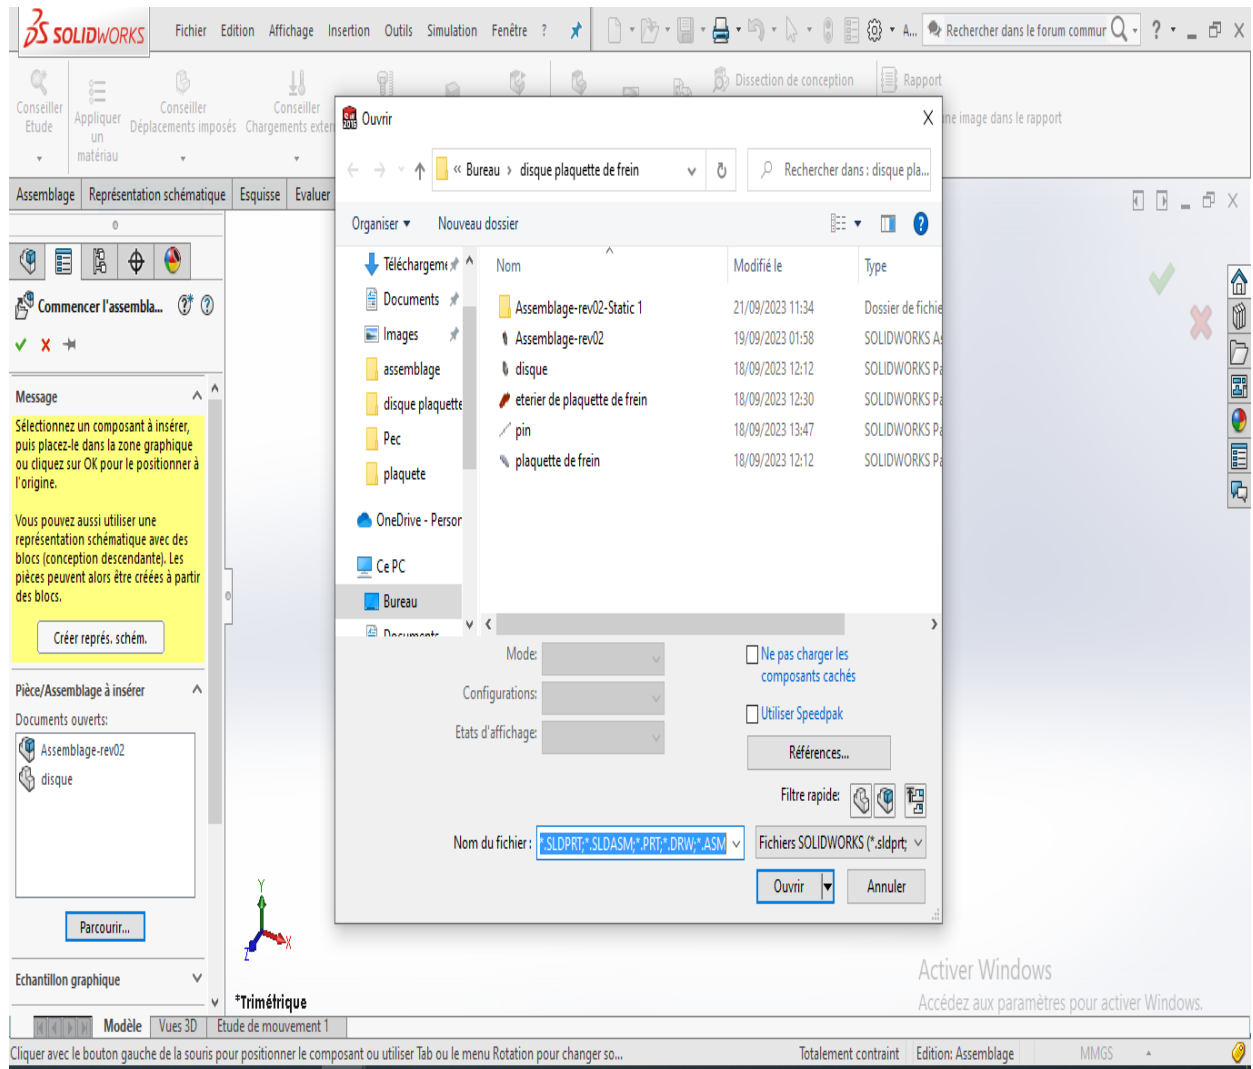 SOLIDWORKS
Fichier Edition Affichage Insertion Outils Simulation Fenêtre ?
A...
Rechercher dans le forum commur
?
Conseiller
Etude
Appliquer
un
matériau
Conseiller
Déplacements imposés
Conseiller
Chargements exter
Dissection de conception
Rapport
une image dans le rapport
Assemblage Représentation schématique Esquisse Evaluer
Commencer l'assembla...
Message
Sélectionnez un composant à insérer,
puis placez-le dans la zone graphique
ou cliquez sur OK pour le positionner à
l'origine.
Vous pouvez aussi utiliser une
représentation schématique avec des
blocs (conception descendante). Les
pièces peuvent alors être créées à partir
des blocs.
Créer représ. schém.
Pièce/Assemblage à insérer
Documents ouverts:
Assemblage-rev02
disque
Parcourir...
Echantillon graphique
Ouvrir
« Bureau > disque plaquette de frein
Rechercher dans : disque pla...
Organiser Nouveau dossier
Téléchargeme
Documents
Images
assemblage
disque plaquette
Pec
plaquete
OneDrive - Person
Ce PC
Bureau
Documents
Nom Modifié le Type
Assemblage-rev02-Static 1 21/09/2023 11:34 Dossier de fichie
Assemblage-rev02 19/09/2023 01:58 SOLIDWORKS As
disque 18/09/2023 12:12 SOLIDWORKS Pa
eterier de plaquette de frein 18/09/2023 12:30 SOLIDWORKS Pa
pin 18/09/2023 13:47 SOLIDWORKS Pa
plaquette de frein 18/09/2023 12:12 SOLIDWORKS Pa
Mode:
Configurations:
Etats d'affichage:
Ne pas charger les
composants cachés
Utiliser Speedpak
Références...
Filtre rapide:
Nom du fichier : *.SLDPRT;*.SLDASM;*.PRT;*.DRW;*.ASM
Fichiers SOLIDWORKS (*.sldprt;
Ouvrir Annuler
Y
X
Z
*Trimétrique
Activer Windows
Accédez aux paramètres pour activer Windows.
Modèle Vues 3D Etude de mouvement 1
Cliquer avec le bouton gauche de la souris pour positionner le composant ou utiliser Tab ou le menu Rotation pour changer so...
Totalement contraint Edition: Assemblage MMGS